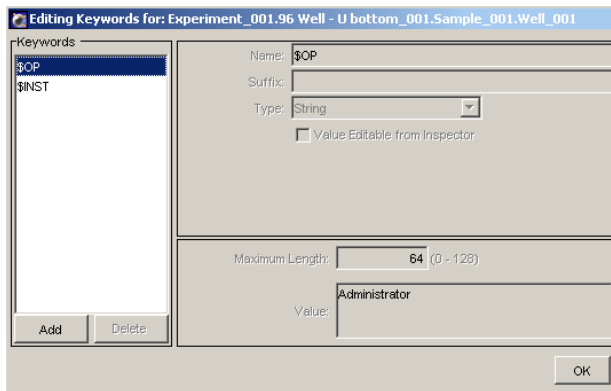 Editing Keywords for: Experiment_001.96 Well - U bottom_001.Sample_001.Well_001
Keywords
$OP
$INST
Add
Delete
Name: $OP
Suffix:
Type: String
Value Editable from Inspector
Maximum Length: 64 (0 - 128)
Value: Administrator
OK